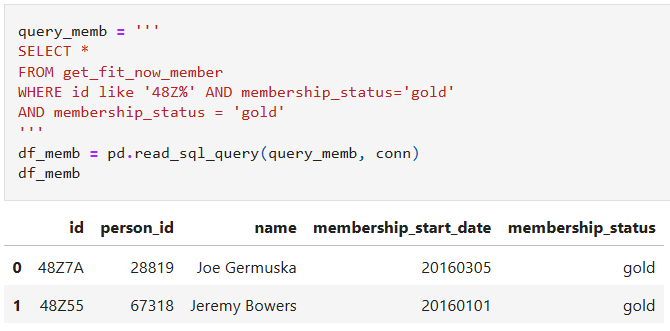 query_memb = '''
SELECT *
FROM get_fit_now_member
WHERE id like '48Z%' AND membership_status='gold'
AND membership_status = 'gold'
'''
df_memb = pd.read_sql_query(query_memb, conn)
df_memb
id person_id name membership_start_date membership_status
0 48Z7A 28819 Joe Germuska 20160305 gold
1 48Z55 67318 Jeremy Bowers 20160101 gold